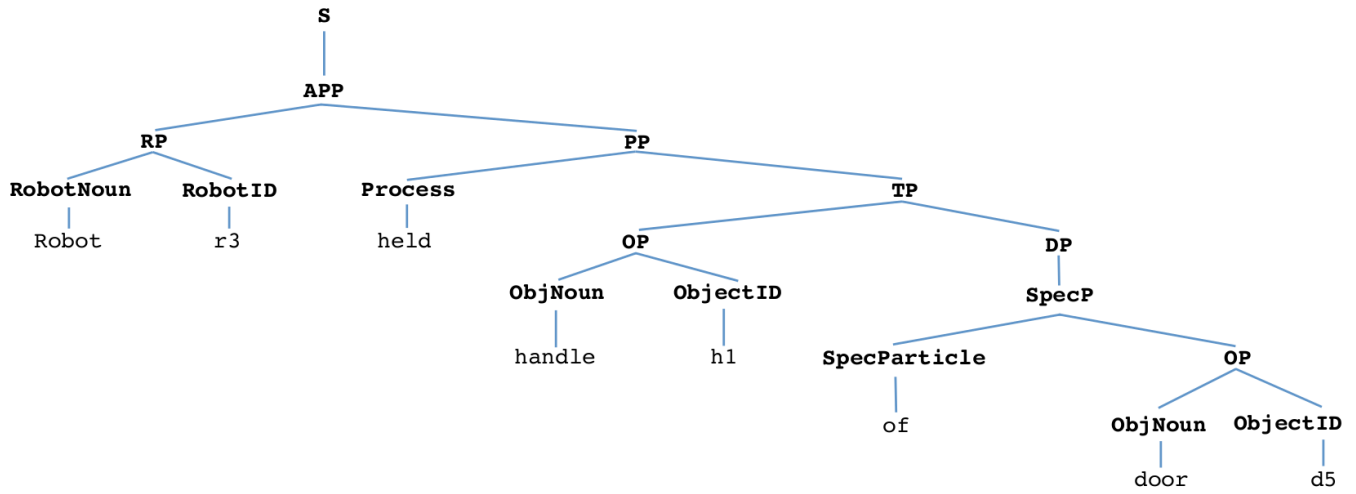 S
APP
RP PP
RobotNoun RobotID Process TP
Robot r3 held OP DP
ObjNoun ObjectID SpecP
handle h1 SpecParticle OP
of ObjNoun ObjectID
door d5